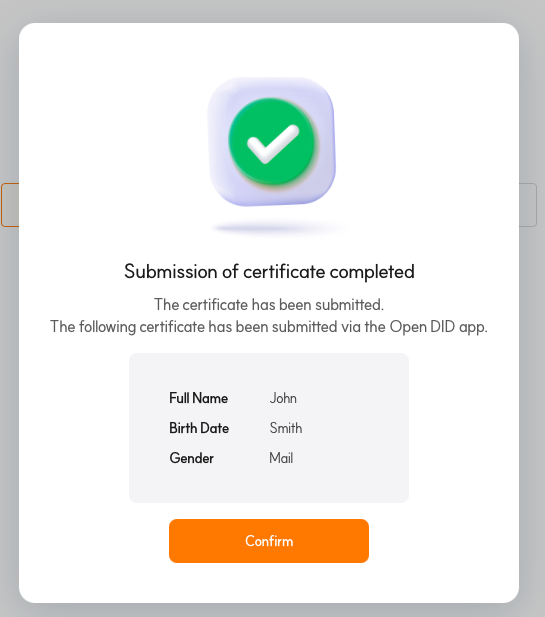 Submission of certificate completed
The certificate has been submitted.
The following certificate has been submitted via the Open DID app.
Full Name John
Birth Date Smith
Gender Mail
Confirm